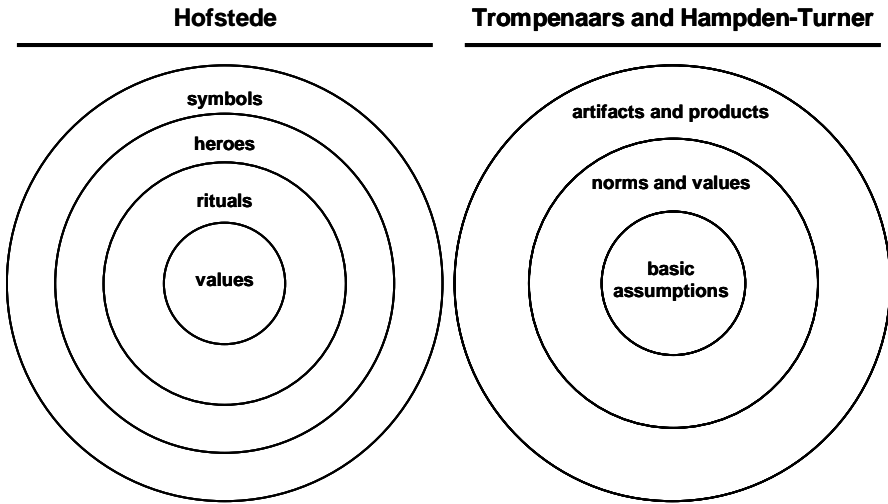 Hofstede
symbols
heroes
rituals
values
Trompenaars and Hampden-Turner
artifacts and products
norms and values
basic
assumptions